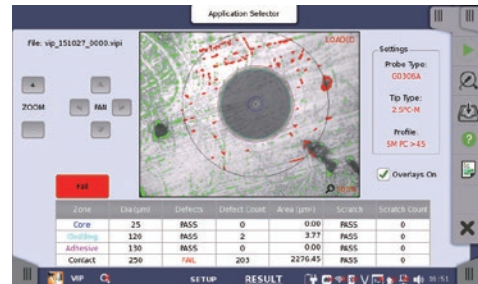 Application Selector
File: vip_151027_0000.vipi
LOADED
Settings
Probe Type:
G0306A
Tip Type:
2.5ºC-M
Profile:
SM PC >45
ZOOM
PAN
Overlays On
Fail
Zone Dia(µm) Defects Defect Count Area (µm²) Scratch Scratch Count
Core 25 PASS 0 0.00 PASS 0
Cladding 120 PASS 2 3.77 PASS 0
Adhesive 130 PASS 0 0.00 PASS 0
Contact 250 FAIL 203 2276.45 PASS 0
VIP SETUP RESULT 16:51